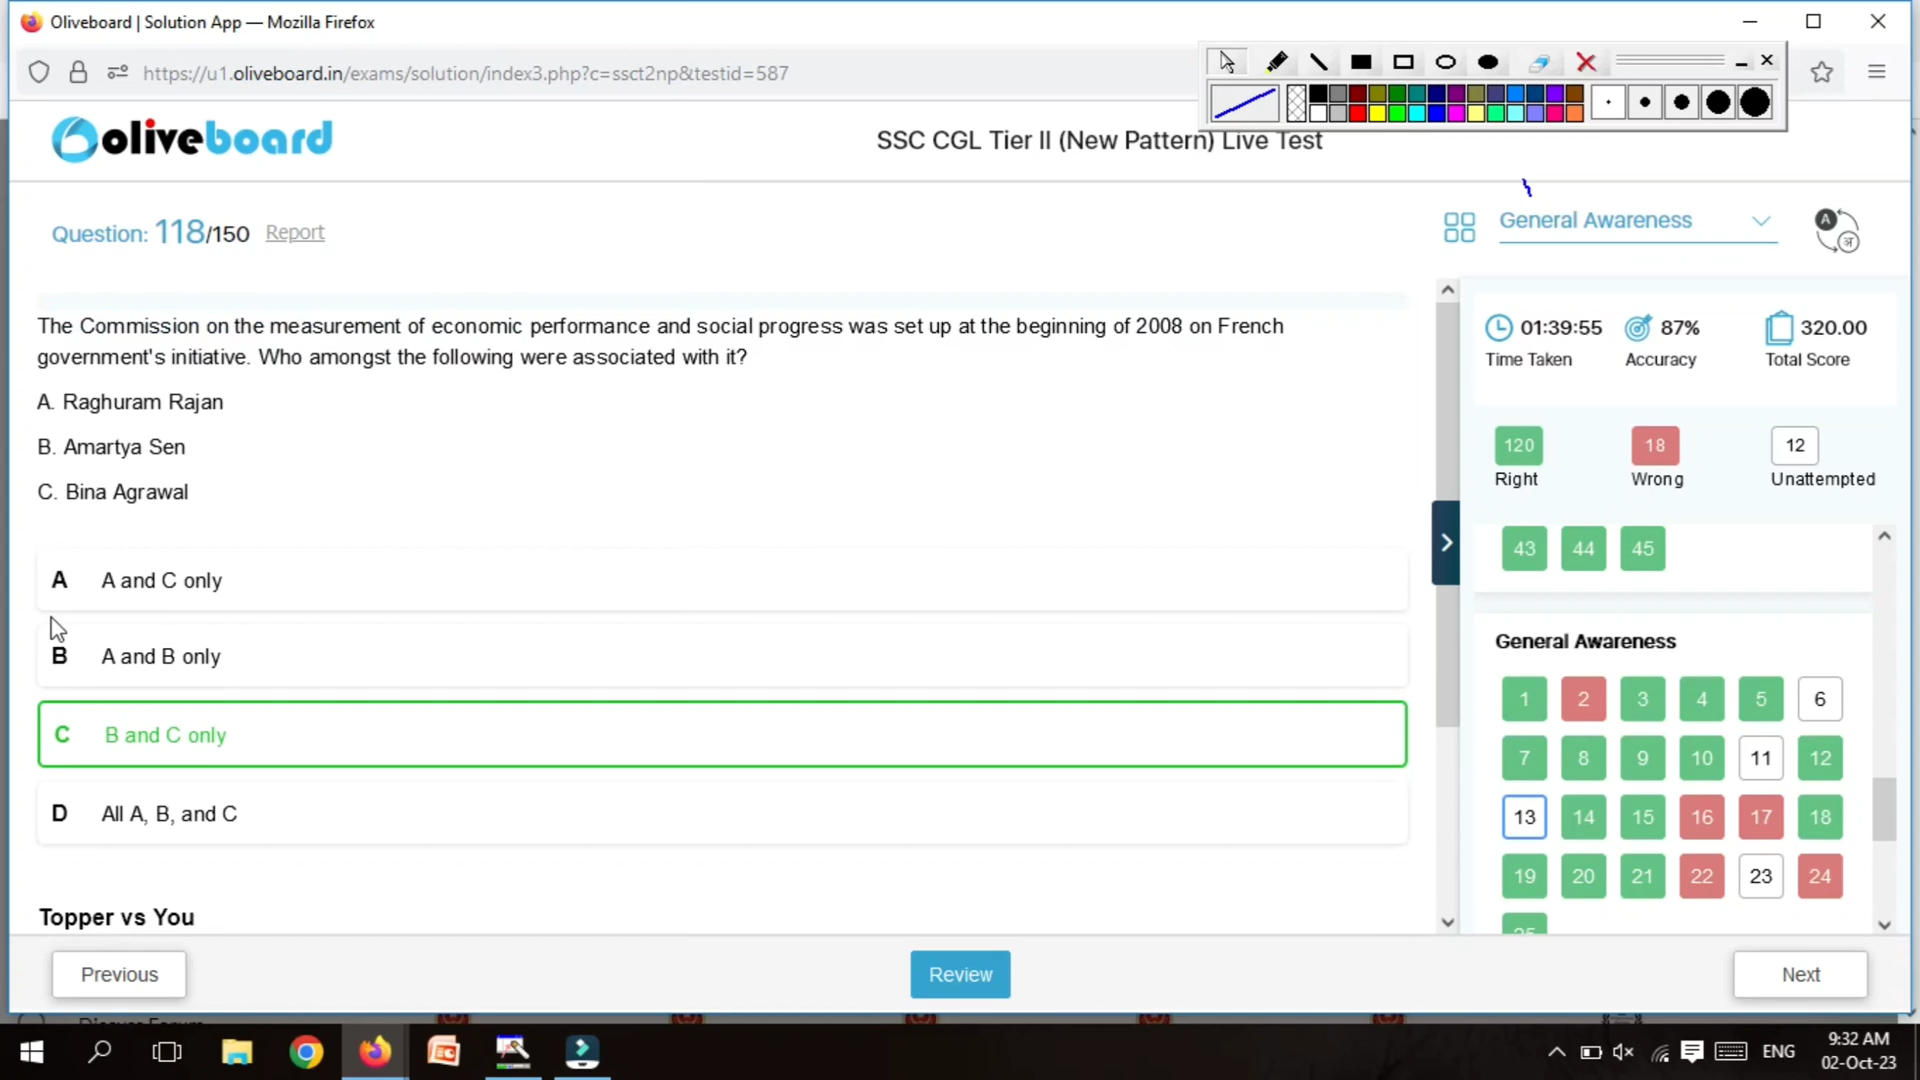 Oliveboard | Solution App — Mozilla Firefox
https://u1.oliveboard.in/exams/solution/index3.php?c=ssct2np&testid=587
oliveboard
SSC CGL Tier II (New Pattern) Live Test
Question: 118/150 Report
General Awareness
A
अ
The Commission on the measurement of economic performance and social progress was set up at the beginning of 2008 on French
government's initiative. Who amongst the following were associated with it?
A. Raghuram Rajan
B. Amartya Sen
C. Bina Agrawal
A A and C only
B A and B only
C B and C only
D All A, B, and C
Topper vs You
01:39:55 87% 320.00
Time Taken Accuracy Total Score
120 18 12
Right Wrong Unattempted
43 44 45
General Awareness
1 2 3 4 5 6
7 8 9 10 11 12
13 14 15 16 17 18
19 20 21 22 23 24
25
Previous Review Next
Discuss Forum
ENG
9:32 AM
02-Oct-23